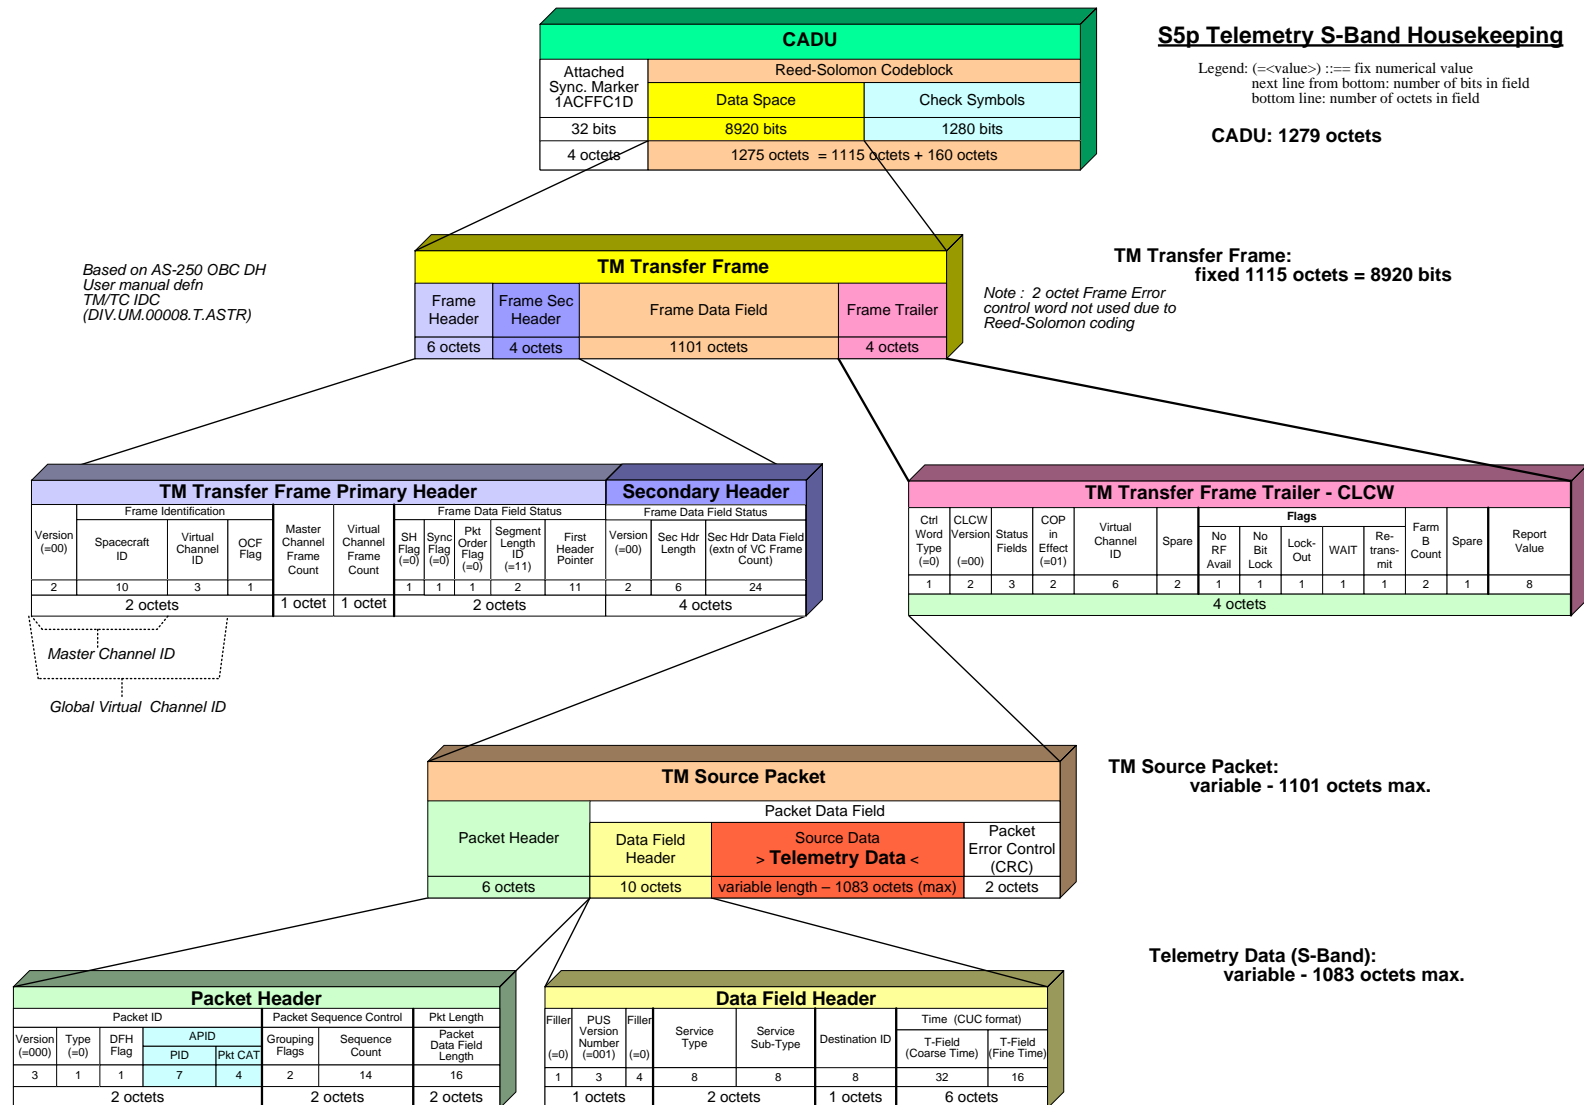 S5p Telemetry S-Band Housekeeping
Legend: (=<value>) ::== fix numerical value
next line from bottom: number of bits in field
bottom line: number of octets in field
CADU: 1279 octets
CADU
Attached
Sync. Marker
1ACFFC1D
Reed-Solomon Codeblock
Data Space
Check Symbols
32 bits
8920 bits
1280 bits
4 octets
1275 octets = 1115 octets + 160 octets
Based on AS-250 OBC DH
User manual defn
TM/TC IDC
(DIV.UM.00008.T.ASTR)
TM Transfer Frame
Frame
Header
Frame Sec
Header
Frame Data Field
Frame Trailer
6 octets
4 octets
1101 octets
4 octets
TM Transfer Frame:
fixed 1115 octets = 8920 bits
Note : 2 octet Frame Error
control word not used due to
Reed-Solomon coding
TM Transfer Frame Primary Header
Secondary Header
Frame Identification
Frame Data Field Status
Frame Data Field Status
Version
(=00)
Spacecraft
ID
Virtual
Channel
ID
OCF
Flag
Master
Channel
Frame
Count
Virtual
Channel
Frame
Count
SH
Flag
(=0)
Sync
Flag
(=0)
Pkt
Order
Flag
(=0)
Segment
Length
ID
(=11)
First
Header
Pointer
Version
(=00)
Sec Hdr
Length
Sec Hdr Data Field
(extn of VC Frame
Count)
2
10
3
1
1
1
1
2
11
2
6
24
2 octets
1 octet
1 octet
2 octets
4 octets
Master Channel ID
Global Virtual Channel ID
TM Transfer Frame Trailer - CLCW
Ctrl
Word
Type
(=0)
CLCW
Version
(=00)
Status
Fields
COP
in
Effect
(=01)
Virtual
Channel
ID
Spare
Flags
No
RF
Avail
No
Bit
Lock
Lock-
Out
WAIT
Re-
trans-
mit
Farm
B
Count
Spare
Report
Value
1
2
3
2
6
2
1
1
1
1
1
2
1
8
4 octets
TM Source Packet
Packet Header
Packet Data Field
Data Field
Header
Source Data
> Telemetry Data <
Packet
Error Control
(CRC)
6 octets
10 octets
variable length – 1083 octets (max)
2 octets
TM Source Packet:
variable - 1101 octets max.
Telemetry Data (S-Band):
variable - 1083 octets max.
Packet Header
Packet ID
Packet Sequence Control
Pkt Length
Version
(=000)
Type
(=0)
DFH
Flag
APID
PID
Pkt CAT
Grouping
Flags
Sequence
Count
Packet
Data Field
Length
3
1
1
7
4
2
14
16
2 octets
2 octets
2 octets
Data Field Header
Filler
(=0)
PUS
Version
Number
(=001)
Filler
(=0)
Service
Type
Service
Sub-Type
Destination ID
Time (CUC format)
T-Field
(Coarse Time)
T-Field
(Fine Time)
1
3
4
8
8
8
32
16
1 octets
2 octets
1 octets
6 octets